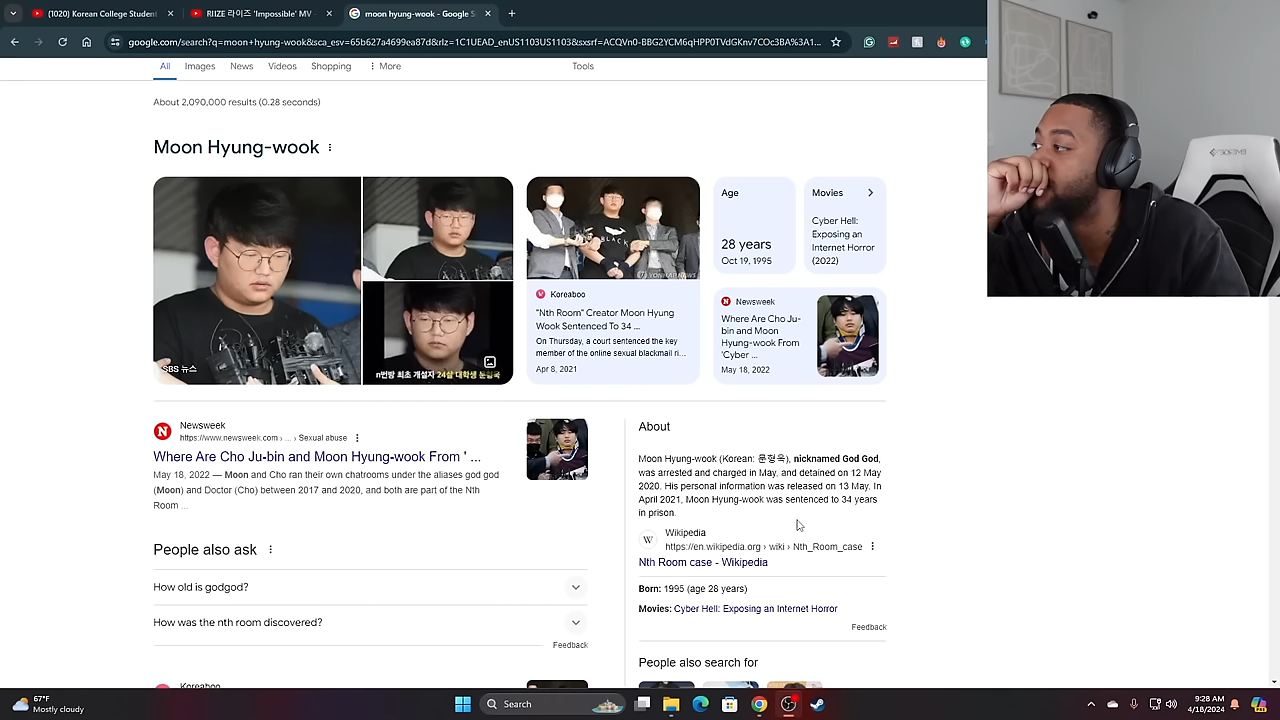 (1020) Korean College Student
RIIZE 라이즈 'Impossible' MV
moon hyung-wook - Google S
google.com/search?q=moon+hyung-wook&sca_esv=65b627a4699ea87d&rlz=1C1UEAD_enUS1103US1103&sxsrf=ACQVn0-BBG2YCM6qHPP0TVdGKnv7COc3BA%3A1...
All Images News Videos Shopping More Tools
About 2,090,000 results (0.28 seconds)
Moon Hyung-wook
SBS 뉴스
n번방 최초 개설자 24살 대학생
BLACK
YONHAP NEWS
Koreaboo
"Nth Room" Creator Moon Hyung
Wook Sentenced To 34 ...
On Thursday, a court sentenced the key
member of the online sexual blackmail ri...
Apr 8, 2021
Age
28 years
Oct 19, 1995
Movies
Cyber Hell:
Exposing an
Internet Horror
(2022)
Newsweek
Where Are Cho Ju-
bin and Moon
Hyung-wook From
'Cyber ...
May 18, 2022
Newsweek
https://www.newsweek.com › ... › Sexual abuse
Where Are Cho Ju-bin and Moon Hyung-wook From ' ...
May 18, 2022 — Moon and Cho ran their own chatrooms under the aliases god god
(Moon) and Doctor (Cho) between 2017 and 2020, and both are part of the Nth
Room ...
People also ask
How old is godgod?
How was the nth room discovered?
Feedback
Koreaboo
About
Moon Hyung-wook (Korean: 문형욱), nicknamed God God,
was arrested and charged in May, and detained on 12 May
2020. His personal information was released on 13 May. In
April 2021, Moon Hyung-wook was sentenced to 34 years
in prison.
Wikipedia
https://en.wikipedia.org › wiki › Nth_Room_case
Nth Room case - Wikipedia
Born: 1995 (age 28 years)
Movies: Cyber Hell: Exposing an Internet Horror
Feedback
People also search for
67°F
Mostly cloudy
Search
9:28 AM
4/18/2024